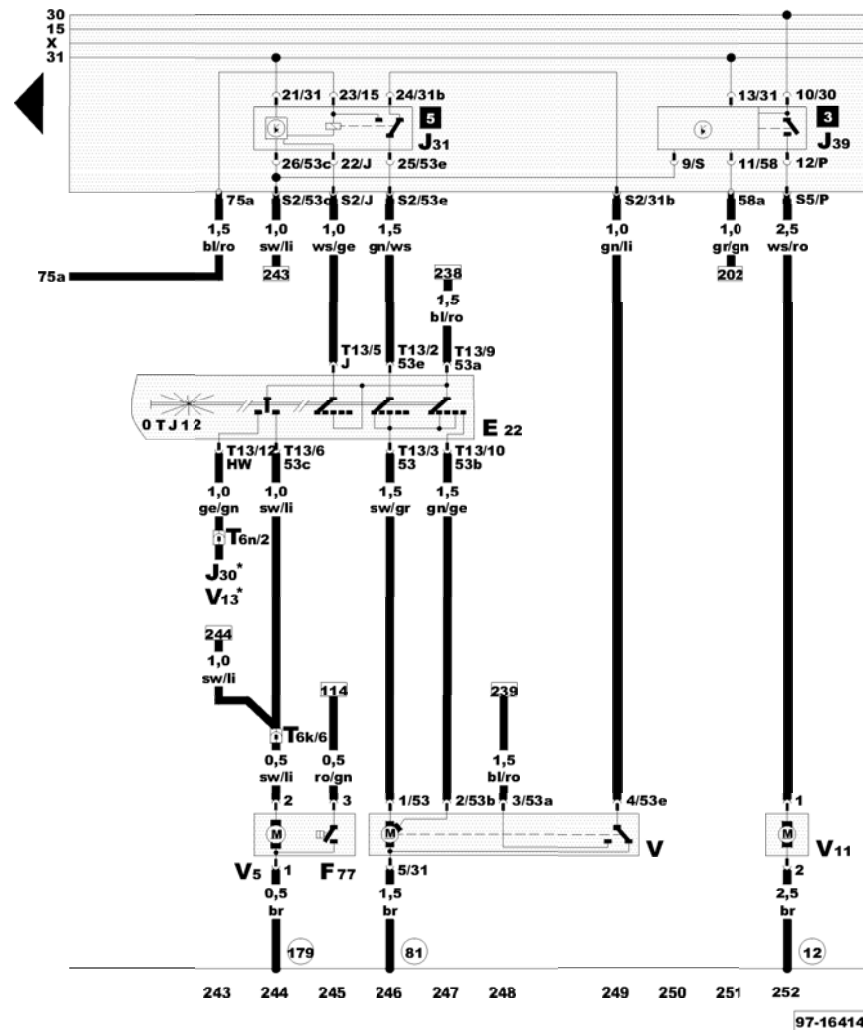 30
15
X
31
21/31 23/15 24/31b 13/31 10/30
5 3
J31 J39
26/53c 22/J 25/53e 9/S 11/58 12/P
75a S2/53c S2/J S2/53e S2/31b 58a S5/P
1,5 1,0 1,0 1,5 1,0 1,0 2,5
bl/ro sw/li ws/ge gn/ws gn/li gr/gn ws/ro
75a 243 238 202
1,5
bl/ro
T13/5 T13/2 T13/9
J 53e 53a
0 T J 1 2 E 22
T13/12 T13/6 T13/3 T13/10
HW 53c 53 53b
1,0 1,0 1,5 1,5
ge/gn sw/li sw/gr gn/ge
T6n/2
J30*
V13*
244
1,0
sw/li
114 239
T6k/6
0,5 0,5 1,5
sw/li ro/gn bl/ro
2 3 1/53 2/53b 3/53a 4/53e 1
M M M
V5 1 F77 5/31 V V11 2
0,5 1,5 2,5
br br br
179 81 12
243 244 245 246 247 248 249 250 251 252
97-16414